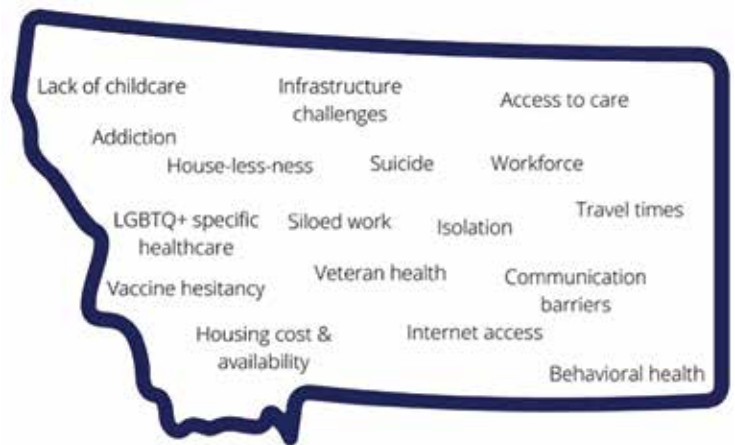 Lack of childcare
Infrastructure
challenges
Access to care
Addiction
House-less-ness
Suicide
Workforce
LGBTQ+ specific
healthcare
Siloed work
Isolation
Travel times
Vaccine hesitancy
Veteran health
Communication
barriers
Housing cost &
availability
Internet access
Behavioral health